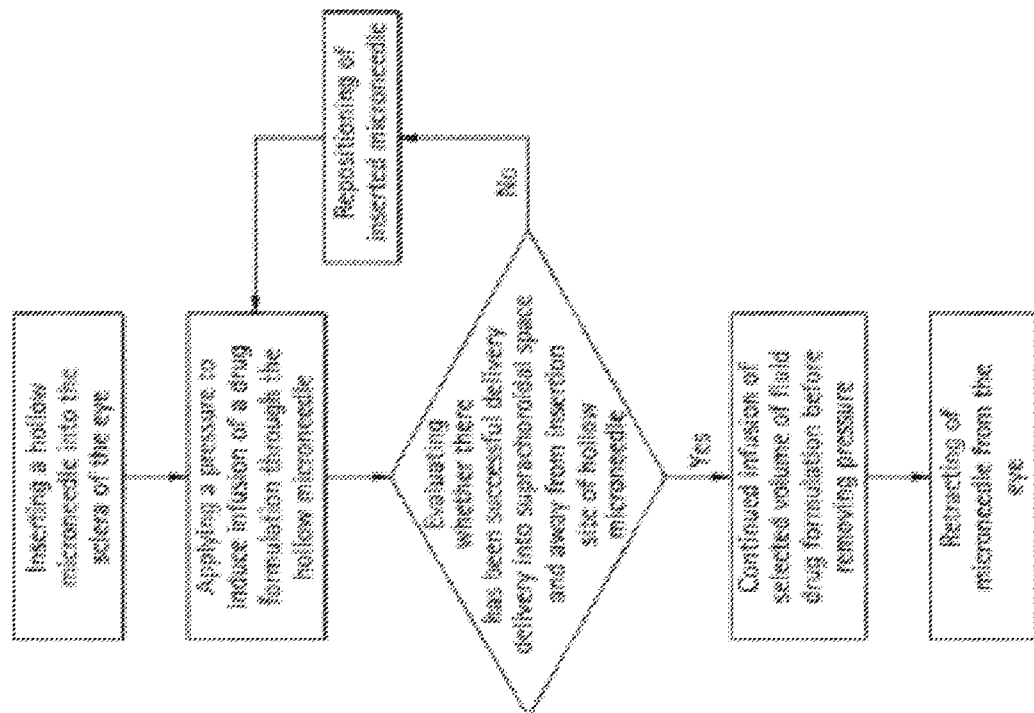 Inserting a hollow
microneedle into the
sclera of the eye
Applying a pressure to
induce infusion of a drug
formulation through the
hollow microneedle
Repositioning of
inserted microneedle
Evaluating
whether there
has been successful delivery
delivery into suprachoroidal space
and away from insertion
site of hollow
microneedle
No
Yes
Continued infusion of
selected volume of fluid
drug formulation before
removing pressure
Retracting of
microneedle from the
eye